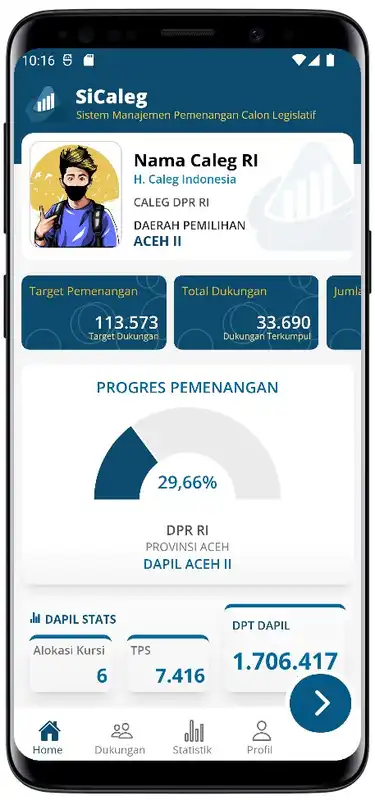 10:16
SiCaleg
Sistem Manajemen Pemenangan Calon Legislatif
Nama Caleg RI
H. Caleg Indonesia
CALEG DPR RI
DAERAH PEMILIHAN
ACEH II
Target Pemenangan
113.573
Target Dukungan
Total Dukungan
33.690
Dukungan Terkumpul
Jumla
PROGRES PEMENANGAN
29,66%
DPR RI
PROVINSI ACEH
DAPIL ACEH II
DAPIL STATS
Alokasi Kursi
6
TPS
7.416
DPT DAPIL
1.706.417
Home
Dukungan
Statistik
Profil